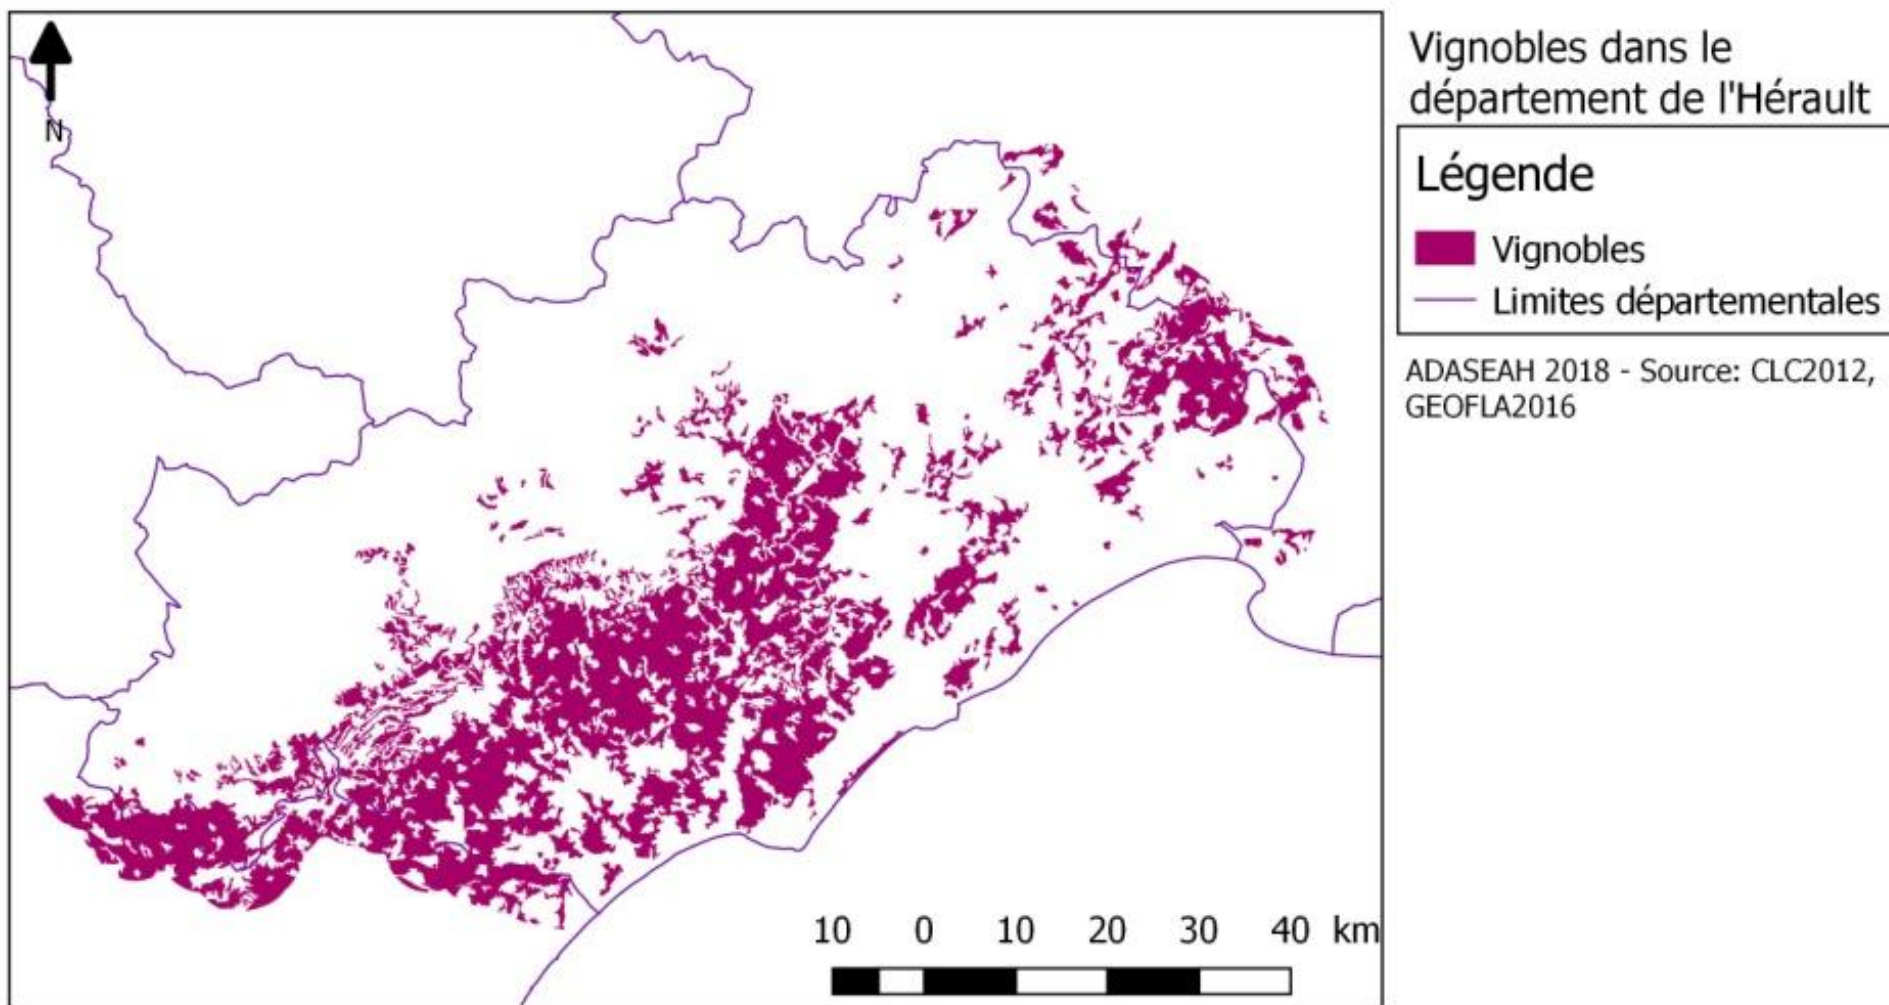 N
Vignobles dans le
département de l'Hérault
Légende
Vignobles
Limites départementales
ADASEAH 2018 - Source: CLC2012,
GEOFLA2016
10 0 10 20 30 40 km